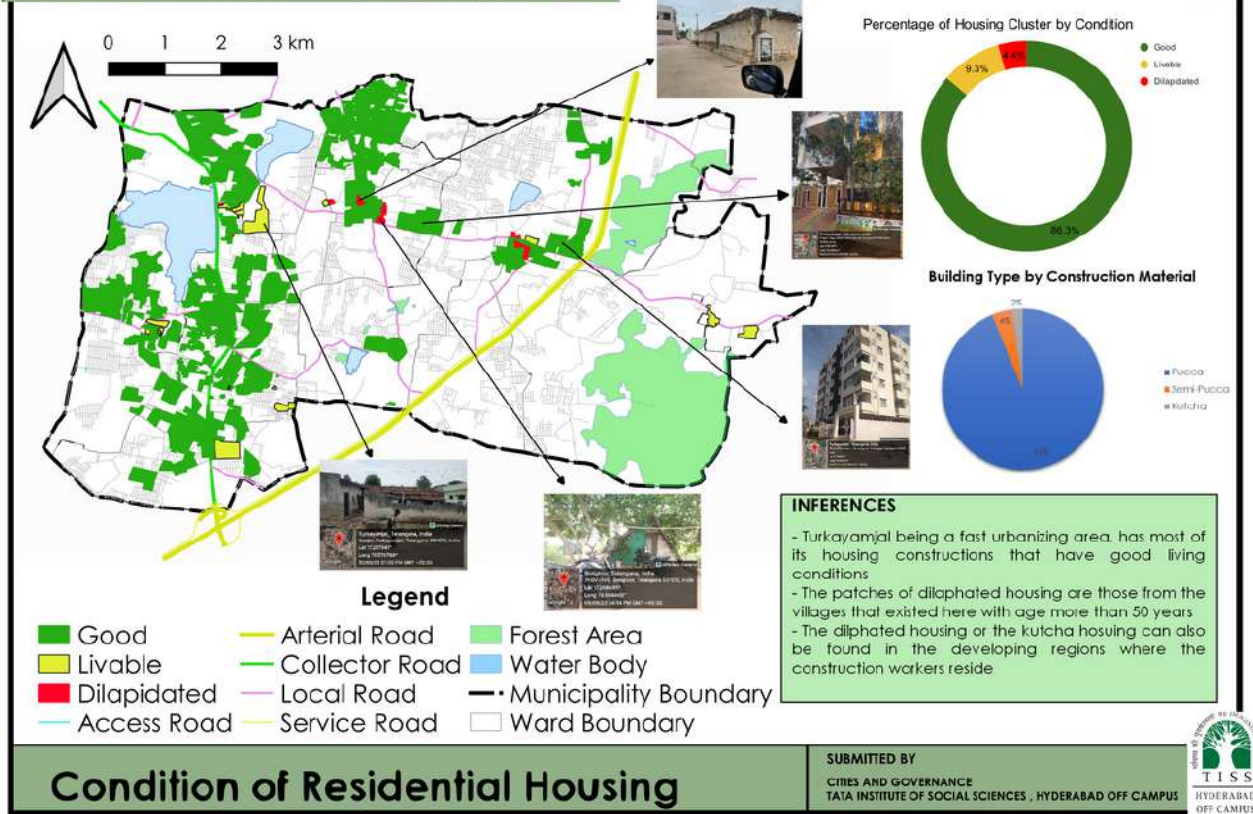 0 1 2 3 km
Percentage of Housing Cluster by Condition
Good
Livable
Dilapdated
4.4%
9.3%
86.3%
Building Type by Construction Material
4%
Pucca
Semi-Pucca
Kutcha
Turkayamjal, Telangana, India
Legend
Good
Livable
Dilapidated
Access Road
Arterial Road
Collector Road
Local Road
Service Road
Forest Area
Water Body
Municipality Boundary
Ward Boundary
INFERENCES
- Turkayamjal being a fast urbanizing area, has most of
its housing constructions that have good living
conditions
- The patches of dilaphated housing are those from the
villages that existed here with age more than 50 years
- The dilphated housing or the kutcha hosuing can also
be found in the developing regions where the
construction workers reside
Condition of Residential Housing
SUBMITTED BY
CITIES AND GOVERNANCE
TATA INSTITUTE OF SOCIAL SCIENCES , HYDERABAD OFF CAMPUS
TISS
HYDERABAD
OFF CAMPUS